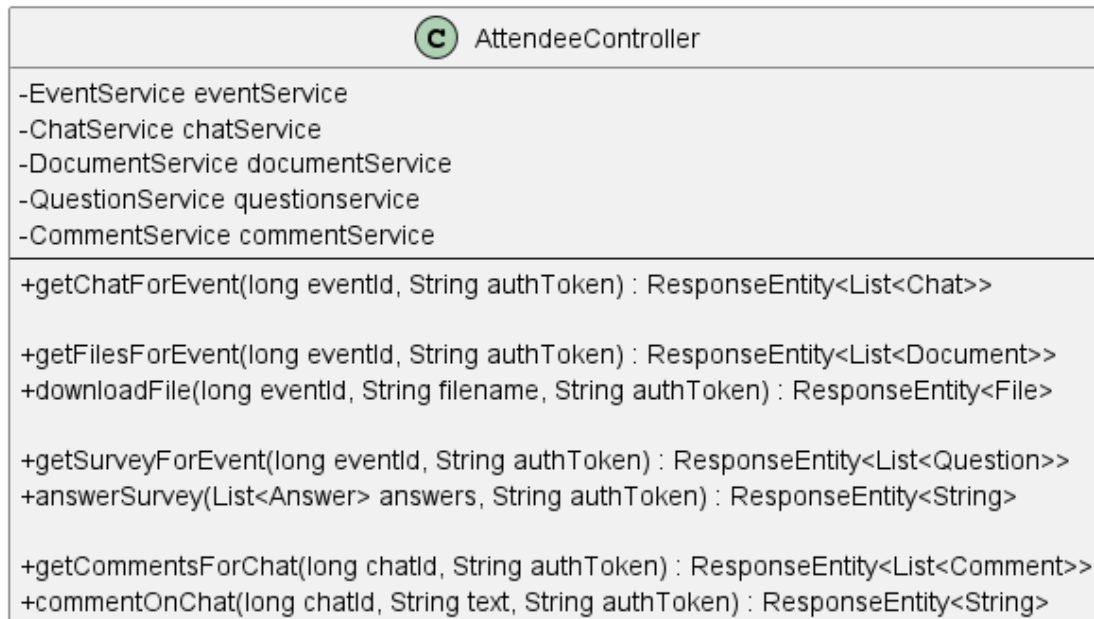 C AttendeeController
-EventService eventService
-ChatService chatService
-DocumentService documentService
-QuestionService questionservice
-CommentService commentService
+getChatForEvent(long eventId, String authToken) : ResponseEntity<List<Chat>>
+getFilesForEvent(long eventId, String authToken) : ResponseEntity<List<Document>>
+downloadFile(long eventId, String filename, String authToken) : ResponseEntity<File>
+getSurveyForEvent(long eventId, String authToken) : ResponseEntity<List<Question>>
+answerSurvey(List<Answer> answers, String authToken) : ResponseEntity<String>
+getCommentsForChat(long chatId, String authToken) : ResponseEntity<List<Comment>>
+commentOnChat(long chatId, String text, String authToken) : ResponseEntity<String>